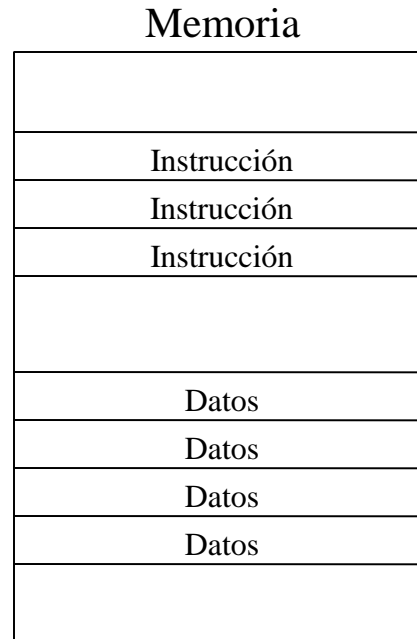 Memoria
Instrucción
Instrucción
Instrucción
Datos
Datos
Datos
Datos